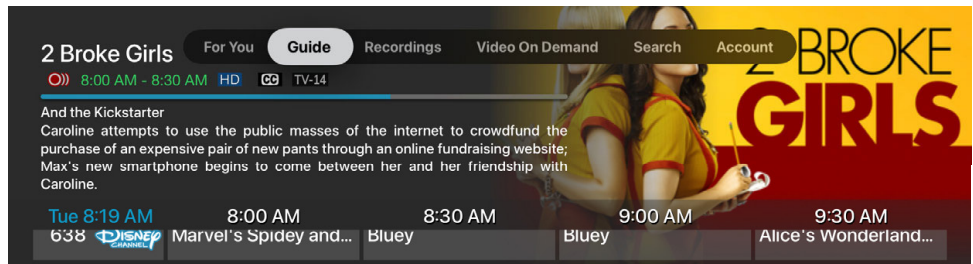 For You Guide Recordings Video On Demand Search Account
2 Broke Girls
8:00 AM - 8:30 AM HD CC TV-14
2 BROKE
GIRLS
And the Kickstarter
Caroline attempts to use the public masses of the internet to crowdfund the
purchase of an expensive pair of new pants through an online fundraising website;
Max's new smartphone begins to come between her and her friendship with
Caroline.
Tue 8:19 AM 8:00 AM 8:30 AM 9:00 AM 9:30 AM
638 Disney CHANNEL Marvel's Spidey and... Bluey Bluey Alice's Wonderland...